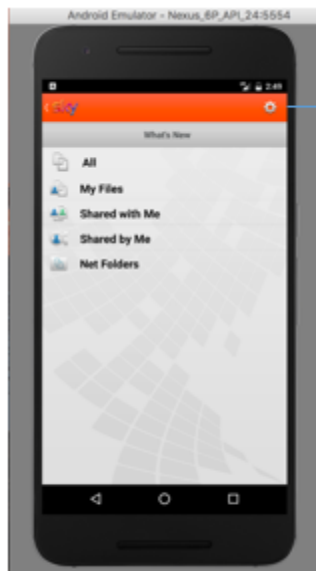 Android Emulator - Nexus_6P_API_24:5554
2:49
Sky
What's New
All
My Files
Shared with Me
Shared by Me
Net Folders